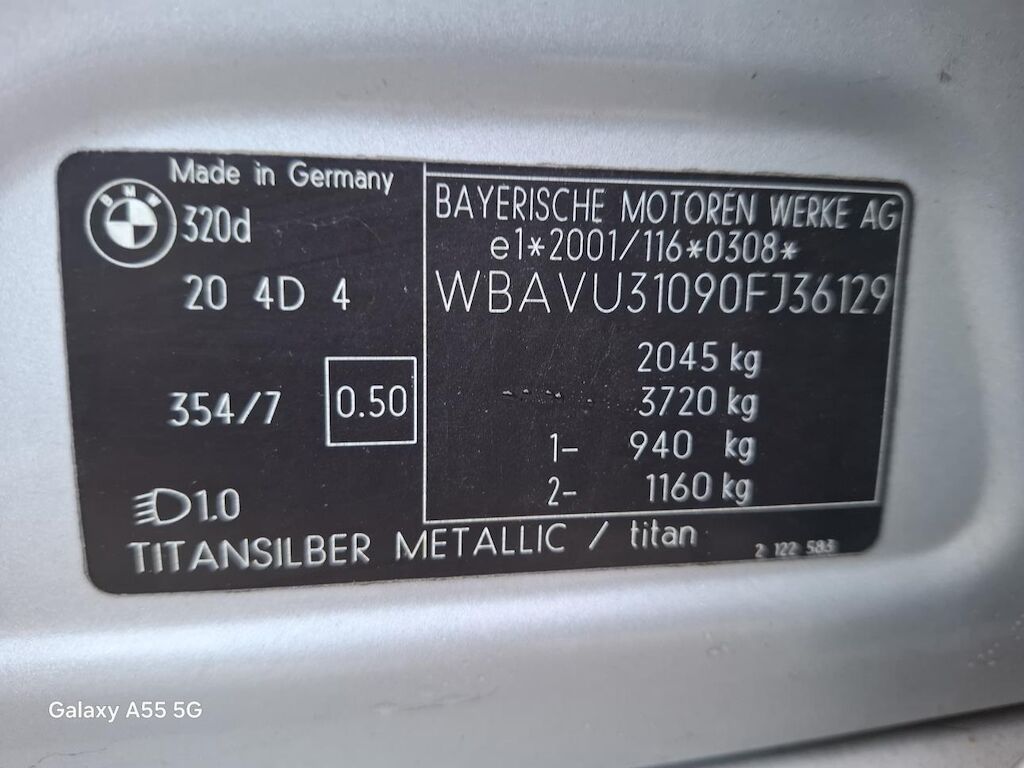 Made in Germany
BMW
320d
20 4D 4
354/7
0.50
1.0
BAYERISCHE MOTOREN WERKE AG
e1*2001/116*0308*
WBAVU31090FJ36129
2045 kg
3720 kg
1- 940 kg
2- 1160 kg
TITANSILBER METALLIC / titan
2 122 583
Galaxy A55 5G